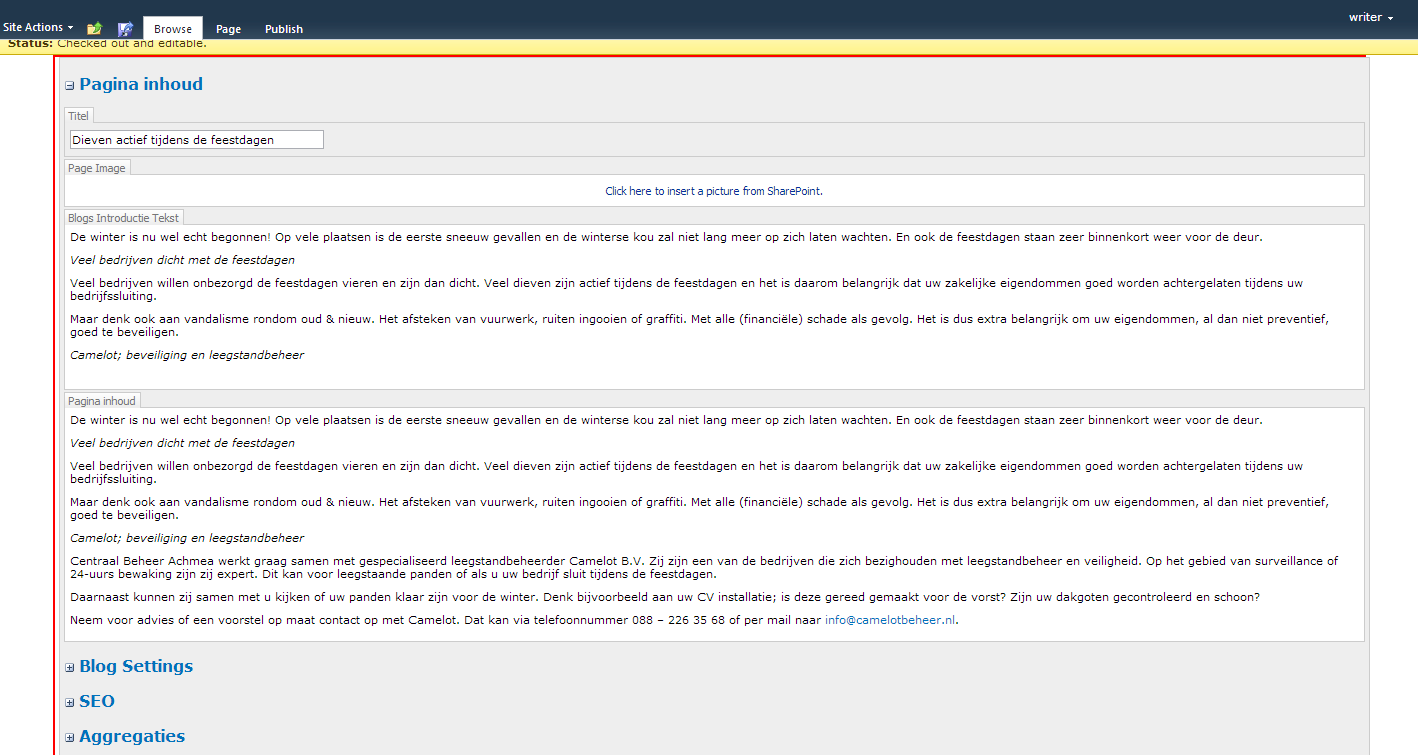 Site Actions
Browse
Page
Publish
writer
Status: Checked out and editable.
Pagina inhoud
Titel
Dieven actief tijdens de feestdagen
Page Image
Click here to insert a picture from SharePoint.
Blogs Introductie Tekst
De winter is nu wel echt begonnen! Op vele plaatsen is de eerste sneeuw gevallen en de winterse kou zal niet lang meer op zich laten wachten. En ook de feestdagen staan zeer binnenkort weer voor de deur.
Veel bedrijven dicht met de feestdagen
Veel bedrijven willen onbezorgd de feestdagen vieren en zijn dan dicht. Veel dieven zijn actief tijdens de feestdagen en het is daarom belangrijk dat uw zakelijke eigendommen goed worden achtergelaten tijdens uw
bedrijfssluiting.
Maar denk ook aan vandalisme rondom oud & nieuw. Het afsteken van vuurwerk, ruiten ingooien of graffiti. Met alle (financiële) schade als gevolg. Het is dus extra belangrijk om uw eigendommen, al dan niet preventief,
goed te beveiligen.
Camelot; beveiliging en leegstandbeheer
Pagina inhoud
De winter is nu wel echt begonnen! Op vele plaatsen is de eerste sneeuw gevallen en de winterse kou zal niet lang meer op zich laten wachten. En ook de feestdagen staan zeer binnenkort weer voor de deur.
Veel bedrijven dicht met de feestdagen
Veel bedrijven willen onbezorgd de feestdagen vieren en zijn dan dicht. Veel dieven zijn actief tijdens de feestdagen en het is daarom belangrijk dat uw zakelijke eigendommen goed worden achtergelaten tijdens uw
bedrijfssluiting.
Maar denk ook aan vandalisme rondom oud & nieuw. Het afsteken van vuurwerk, ruiten ingooien of graffiti. Met alle (financiële) schade als gevolg. Het is dus extra belangrijk om uw eigendommen, al dan niet preventief,
goed te beveiligen.
Camelot; beveiliging en leegstandbeheer
Centraal Beheer Achmea werkt graag samen met gespecialiseerd leegstandbeheerder Camelot B.V. Zij zijn een van de bedrijven die zich bezighouden met leegstandbeheer en veiligheid. Op het gebied van surveillance of
24-uurs bewaking zijn zij expert. Dit kan voor leegstaande panden of als u uw bedrijf sluit tijdens de feestdagen.
Daarnaast kunnen zij samen met u kijken of uw panden klaar zijn voor de winter. Denk bijvoorbeeld aan uw CV installatie; is deze gereed gemaakt voor de vorst? Zijn uw dakgoten gecontroleerd en schoon?
Neem voor advies of een voorstel op maat contact op met Camelot. Dat kan via telefoonnummer 088 – 226 35 68 of per mail naar info@camelotbeheer.nl.
Blog Settings
SEO
Aggregaties